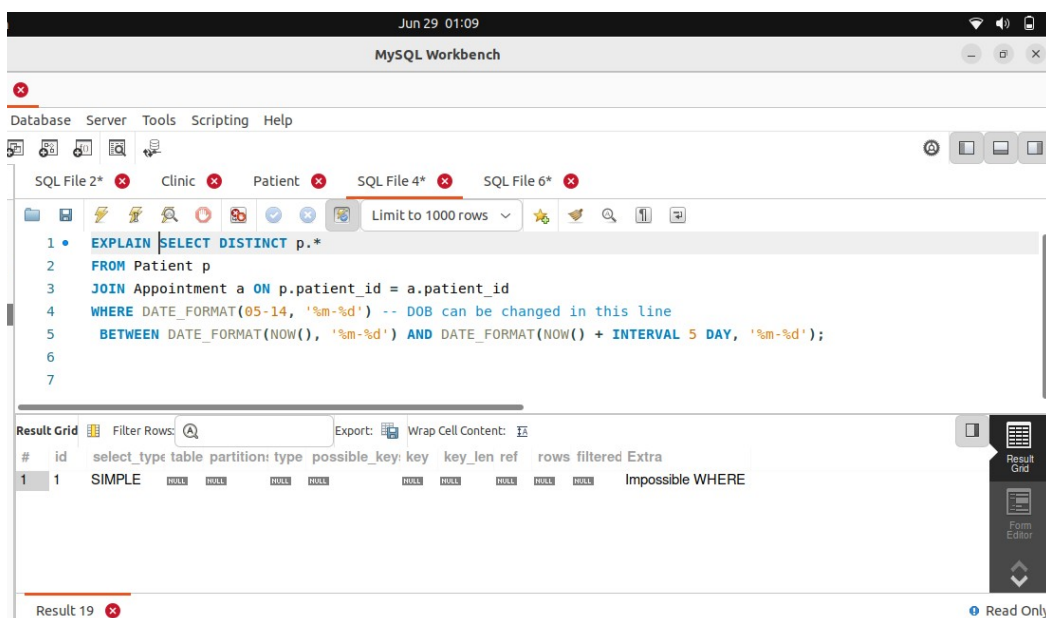 Jun 29 01:09
MySQL Workbench
Database Server Tools Scripting Help
SQL File 2* Clinic Patient SQL File 4* SQL File 6*
Limit to 1000 rows
1 EXPLAIN SELECT DISTINCT p.*
2 FROM Patient p
3 JOIN Appointment a ON p.patient_id = a.patient_id
4 WHERE DATE_FORMAT(05-14, '%m-%d') -- DOB can be changed in this line
5 BETWEEN DATE_FORMAT(NOW(), '%m-%d') AND DATE_FORMAT(NOW() + INTERVAL 5 DAY, '%m-%d');
6
7
Result Grid Filter Rows: Export: Wrap Cell Content:
# id select_type table partitions type possible_key key key_len ref rows filtered Extra
1 1 SIMPLE NULL NULL NULL NULL NULL NULL NULL NULL NULL Impossible WHERE
Result Grid
Form Editor
Result 19 Read Only